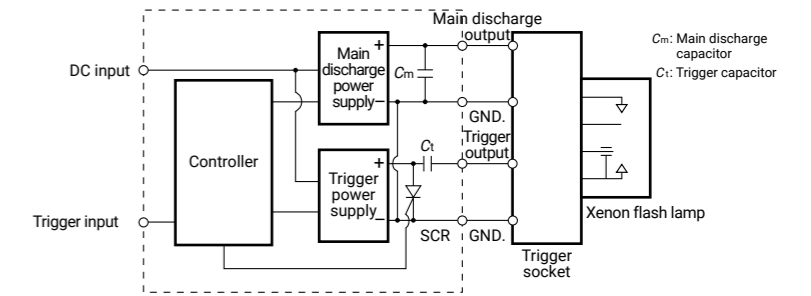 Main discharge
output
Cm: Main discharge
capacitor
Ct: Trigger capacitor
DC input
Main
discharge
power
supply
+
−
Cm
GND.
Trigger
output
Controller
Ct
Trigger
power
supply
+
−
Trigger input
SCR
GND.
Xenon flash lamp
Trigger
socket